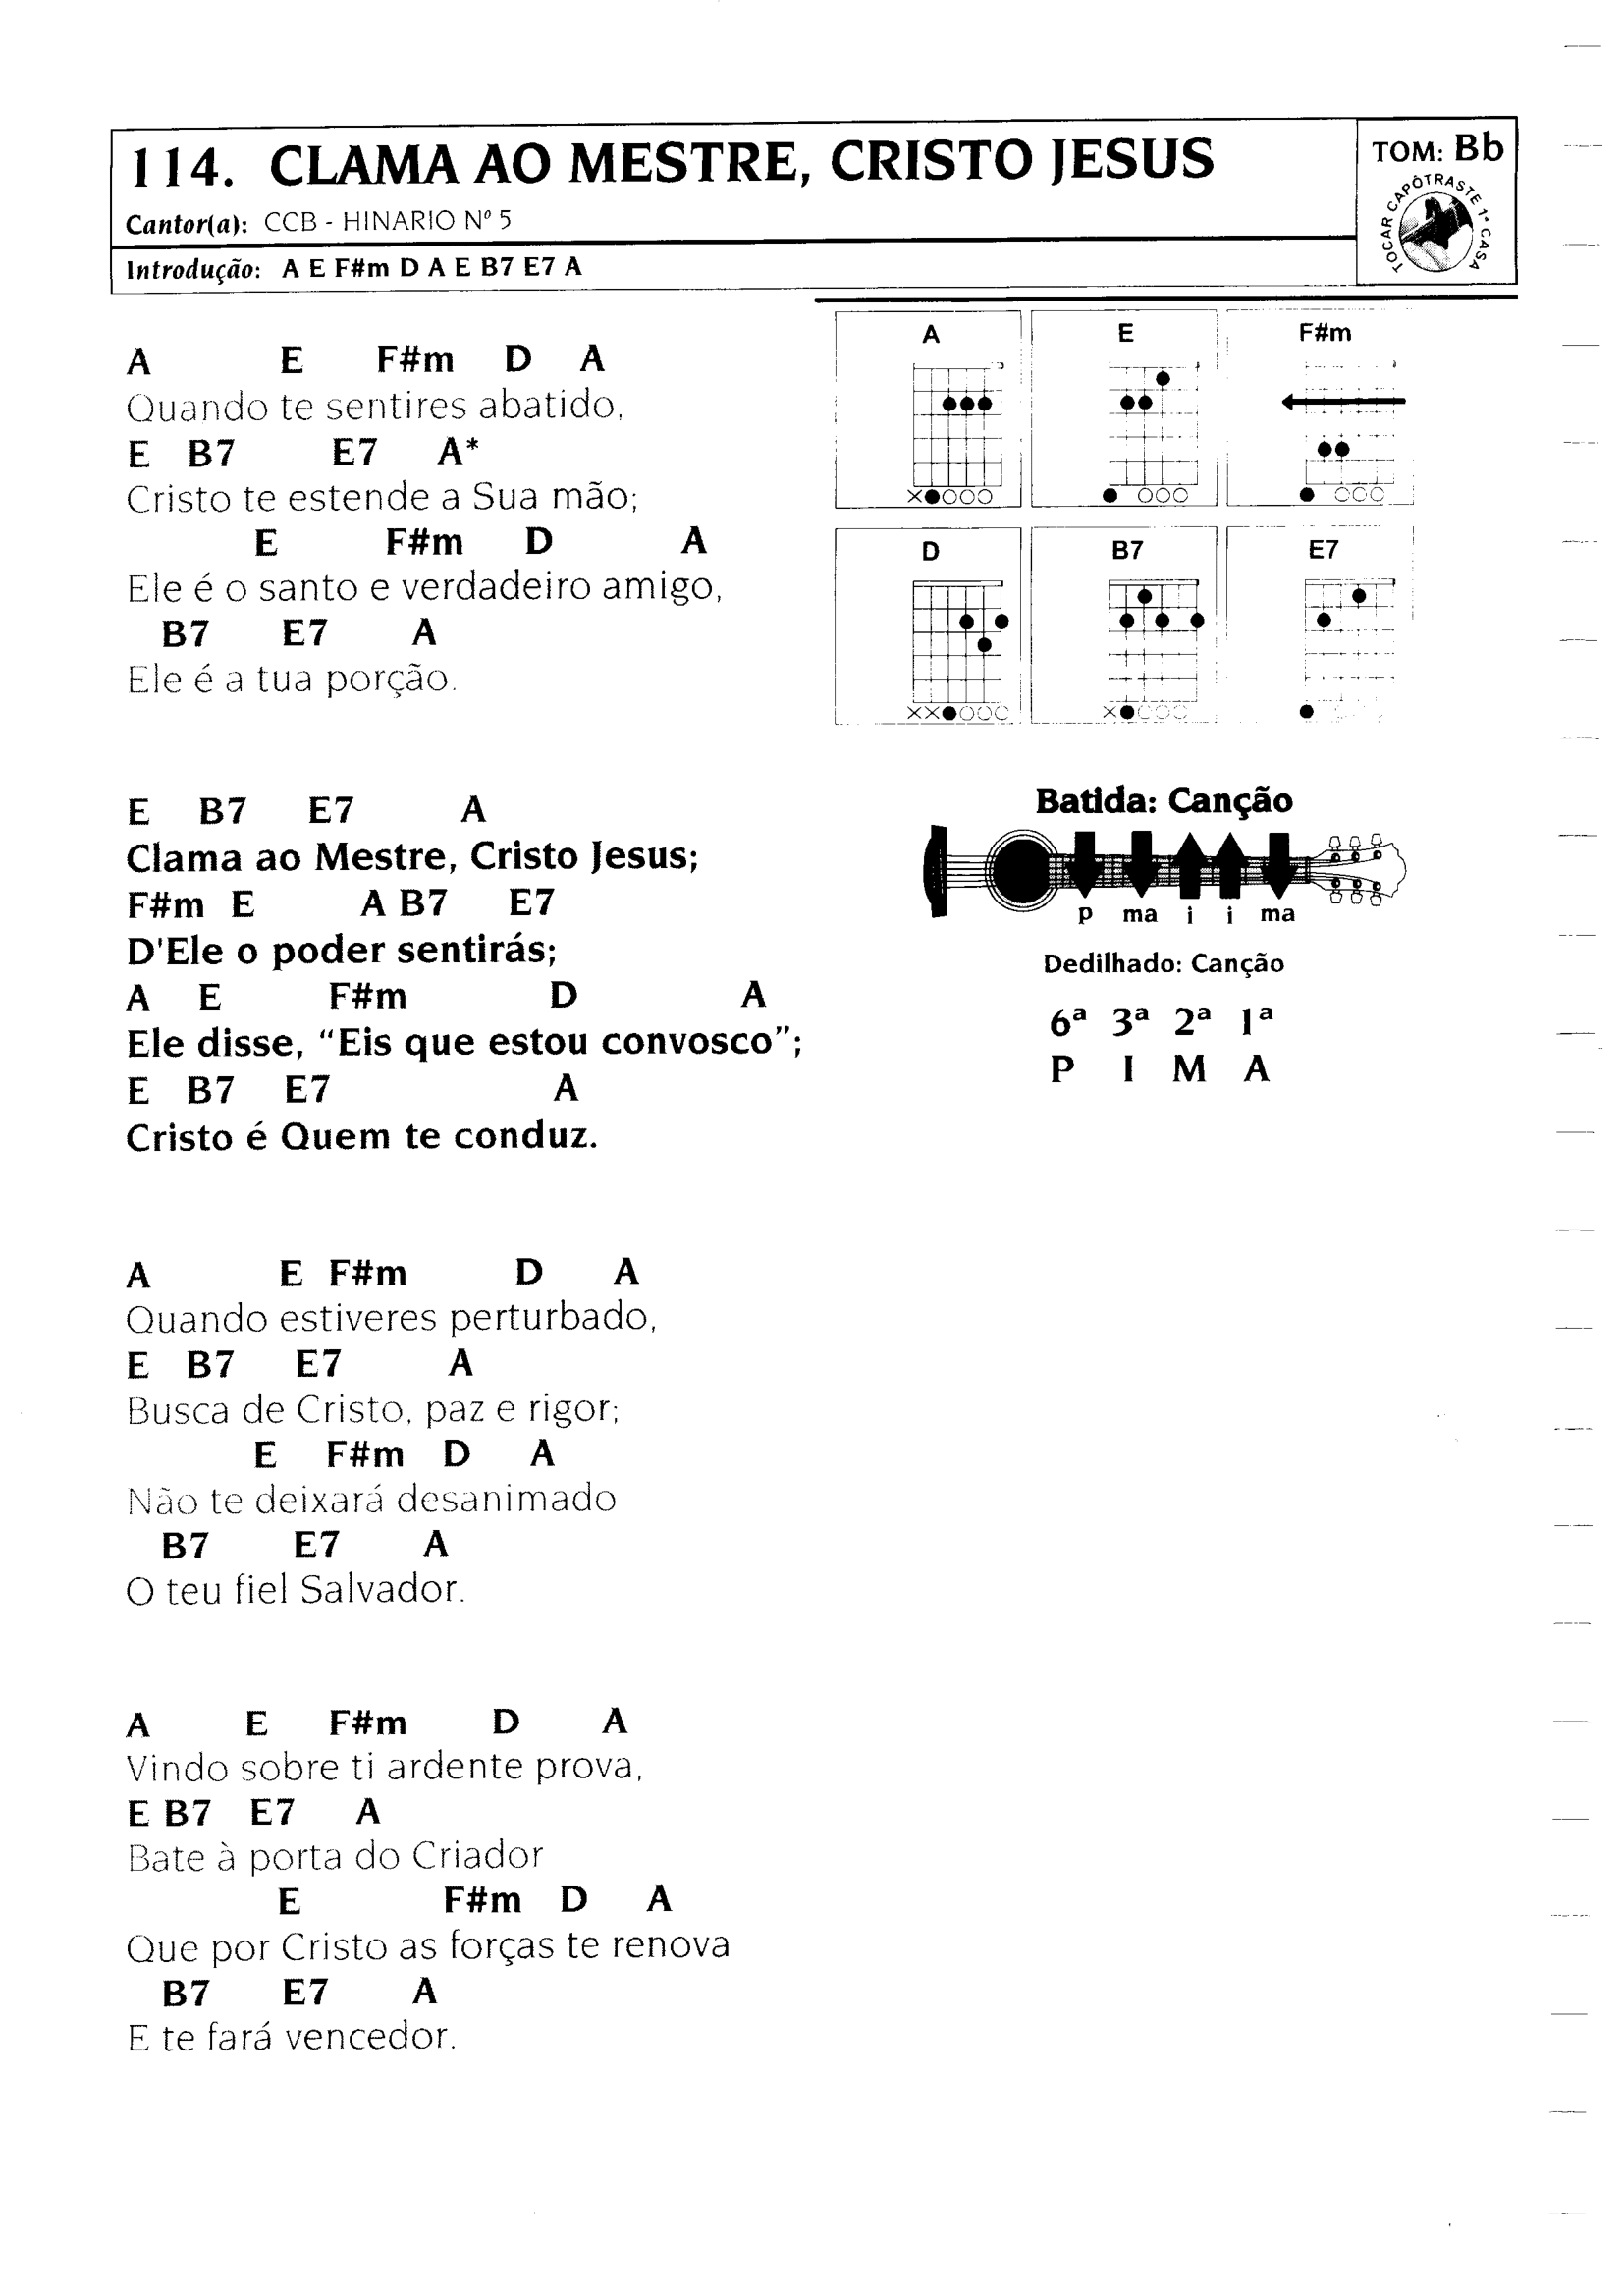 114. CLAMA AO MESTRE, CRISTO JESUS
Cantor(a): CCB - HINARIO Nº 5
Introdução: A E F#m D A E B7 E7 A
TOM: Bb
TOCAR CAPÔTRASTE 1ª CASA
A E F#m D A
Quando te sentires abatido,
E B7 E7 A*
Cristo te estende a Sua mão;
E F#m D A
Ele é o santo e verdadeiro amigo,
B7 E7 A
Ele é a tua porção.
E B7 E7 A
Clama ao Mestre, Cristo Jesus;
F#m E A B7 E7
D'Ele o poder sentirás;
A E F#m D A
Ele disse, “Eis que estou convosco”;
E B7 E7 A
Cristo é Quem te conduz.
A E F#m D A
Quando estiveres perturbado,
E B7 E7 A
Busca de Cristo, paz e rigor;
E F#m D A
Não te deixará desanimado
B7 E7 A
O teu fiel Salvador.
A E F#m D A
Vindo sobre ti ardente prova,
E B7 E7 A
Bate à porta do Criador
E F#m D A
Que por Cristo as forças te renova
B7 E7 A
E te fará vencedor.
A E F#m
D B7 E7
Batida: Canção
p ma i i ma
Dedilhado: Canção
6ª 3ª 2ª 1ª
P I M A